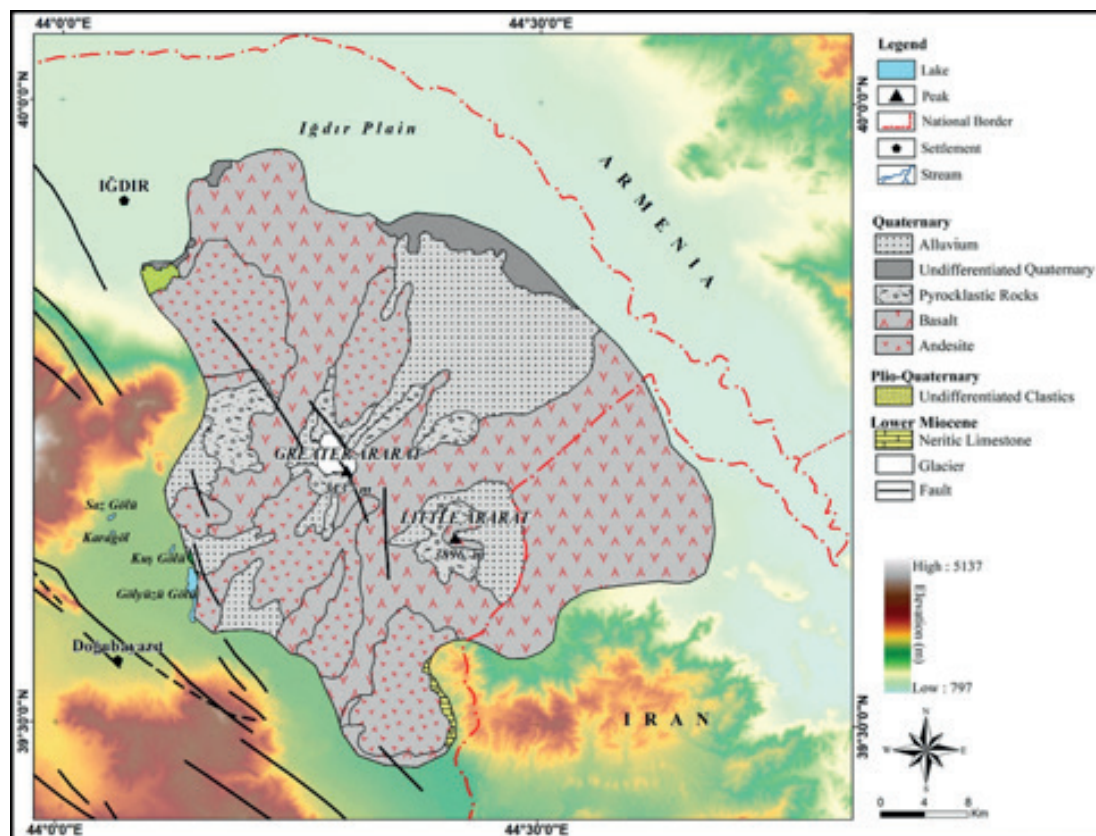 44°0'0"E
44°30'0"E
40°0'0"N
40°0'0"N
Iğdır Plain
IĞDIR
ARMENIA
GREATER ARARAT
LITTLE ARARAT
3896 m
Saz Gölü
Karagöl
Kuş Gölü
Gölyüzü Gölü
Doğubayazıt
IRAN
39°30'0"N
39°30'0"N
44°0'0"E
44°30'0"E
Legend
Lake
Peak
National Border
Settlement
Stream
Quaternary
Alluvium
Undifferentiated Quaternary
Pyrocklastic Rocks
Basalt
Andesite
Plio-Quaternary
Undifferentiated Clastics
Lower Miocene
Neritic Limestone
Glacier
Fault
High : 5137
Elevation (m)
Low : 797
N
W
E
S
0 4 8
Km